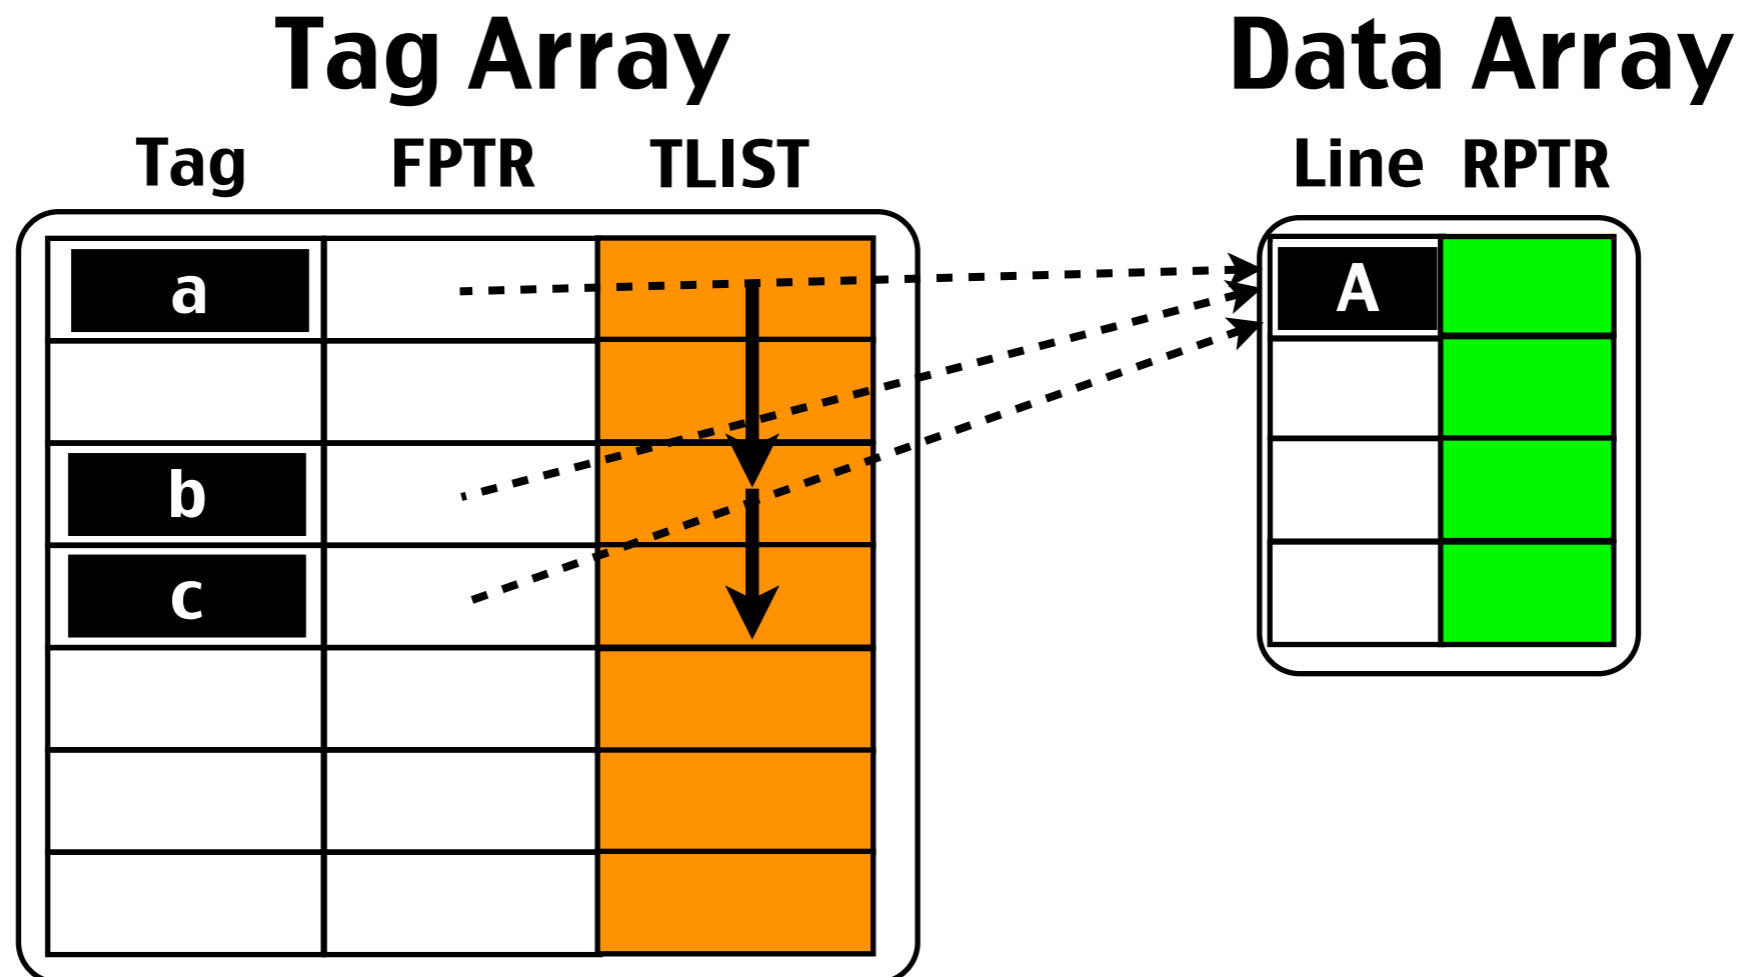 Tag Array Data Array
Tag FPTR TLIST Line RPTR
a A
b
c